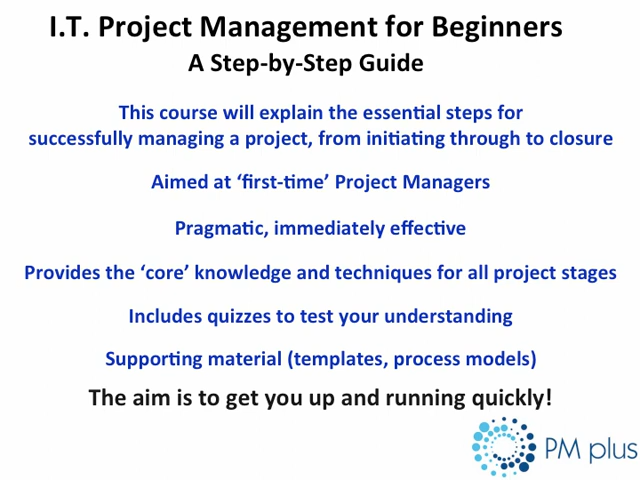 I.T. Project Management for Beginners
A Step-by-Step Guide
This course will explain the essential steps for
successfully managing a project, from initiating through to closure
Aimed at ‘first-time’ Project Managers
Pragmatic, immediately effective
Provides the ‘core’ knowledge and techniques for all project stages
Includes quizzes to test your understanding
Supporting material (templates, process models)
The aim is to get you up and running quickly!
PM plus